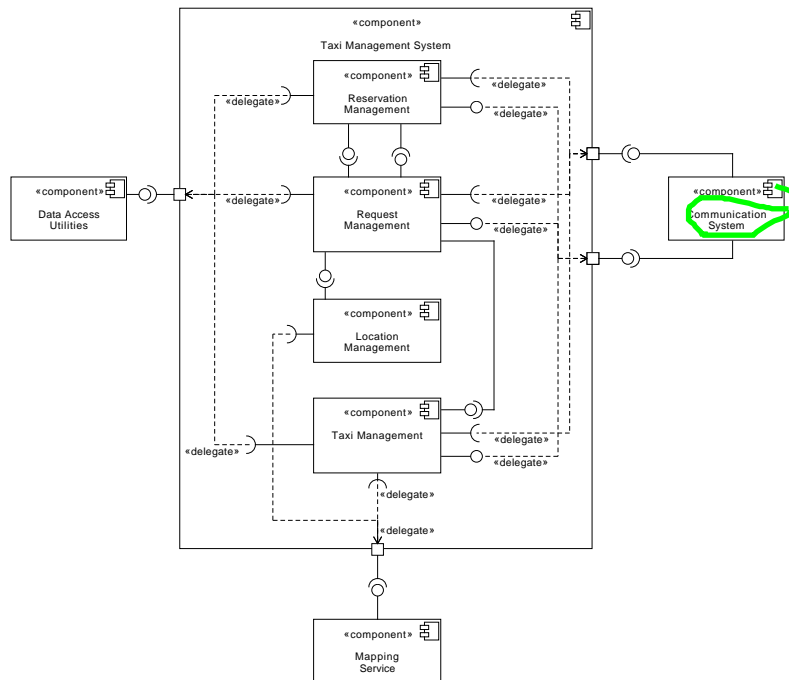 «component»
Taxi Management System
«component»
Reservation
Management
«delegate»
«delegate»
«delegate»
«component»
Data Access
Utilities
«component»
Request
Management
«delegate»
«delegate»
«delegate»
«component»
Communication
System
«component»
Location
Management
«component»
Taxi Management
«delegate»
«delegate»
«delegate»
«delegate»
«delegate»
«component»
Mapping
Service